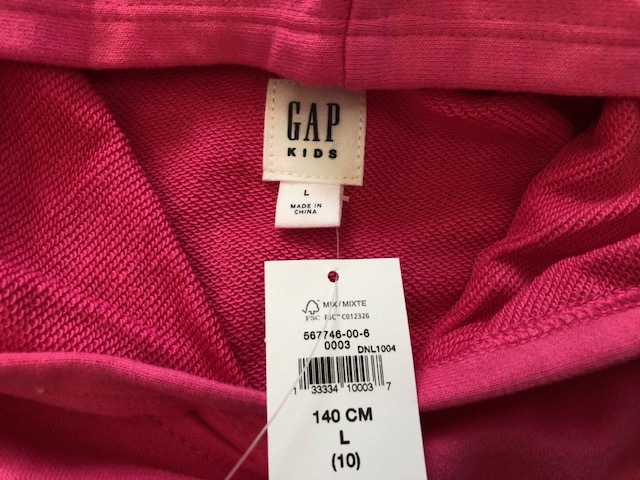 GAP
KIDS
L
MADE IN
CHINA
FSC
MIX/MIXTE
FSC™ C012326
567746-00-6
0003 DNL1004
1 33334 10003 7
140 CM
L
(10)